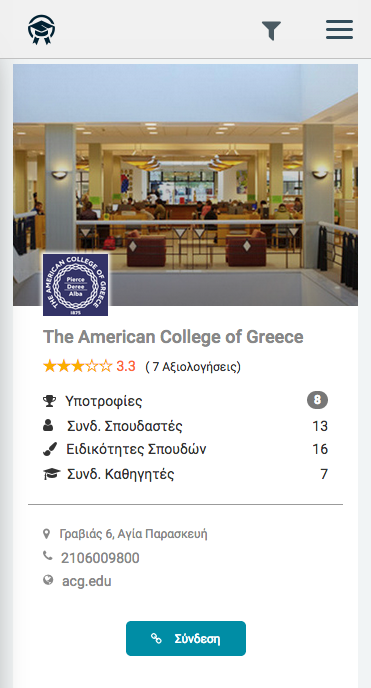 THE AMERICAN COLLEGE OF GREECE
Pierce
Deree
Alba
1875
The American College of Greece
3.3 ( 7 Αξιολογήσεις)
Υποτροφίες 8
Συνδ. Σπουδαστές 13
Ειδικότητες Σπουδών 16
Συνδ. Καθηγητές 7
Γραβιάς 6, Αγία Παρασκευή
2106009800
acg.edu
Σύνδεση